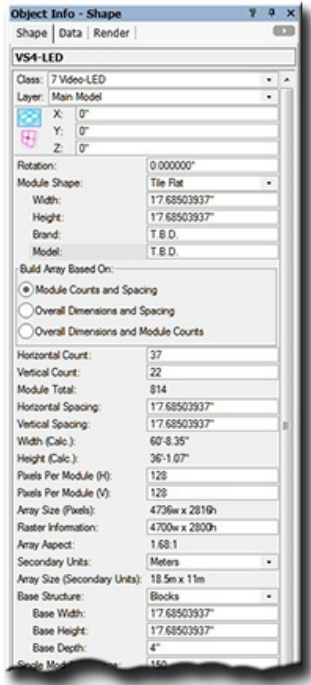 Object Info - Shape
Shape Data Render
VS4-LED
Class: 7 Video-LED
Layer: Main Model
X: 0"
Y: 0"
Z: 0"
Rotation: 0.000000°
Module Shape: Tile Flat
Width: 1'7.68503937"
Height: 1'7.68503937"
Brand: T.B.D.
Model: T.B.D.
Build Array Based On:
Module Counts and Spacing
Overall Dimensions and Spacing
Overall Dimensions and Module Counts
Horizontal Count: 37
Vertical Count: 22
Module Total: 814
Horizontal Spacing: 1'7.68503937"
Vertical Spacing: 1'7.68503937"
Width (Calc.): 60'-8.35"
Height (Calc.): 36'-1.07"
Pixels Per Module (H): 128
Pixels Per Module (V): 128
Array Size (Pixels): 4736w x 2816h
Raster Information: 4700w x 2800h
Array Aspect: 1.68:1
Secondary Units: Meters
Array Size (Secondary Units): 18.5m x 11m
Base Structure: Blocks
Base Width: 1'7.68503937"
Base Height: 1'7.68503937"
Base Depth: 4"
150